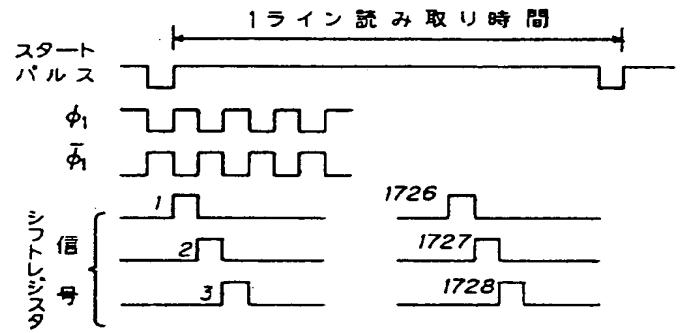 1ライン読み取り時間
スタート
パルス
φ₁
φ̄₁
シフトレジスタ
信号
1
2
3
1726
1727
1728